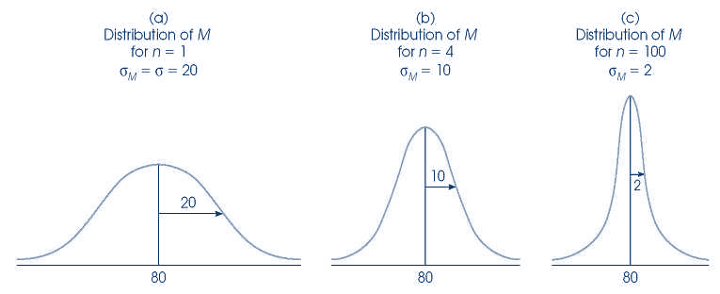 (a)
Distribution of M
for n = 1
σM = σ = 20
20
80
(b)
Distribution of M
for n = 4
σM = 10
10
80
(c)
Distribution of M
for n = 100
σM = 2
2
80